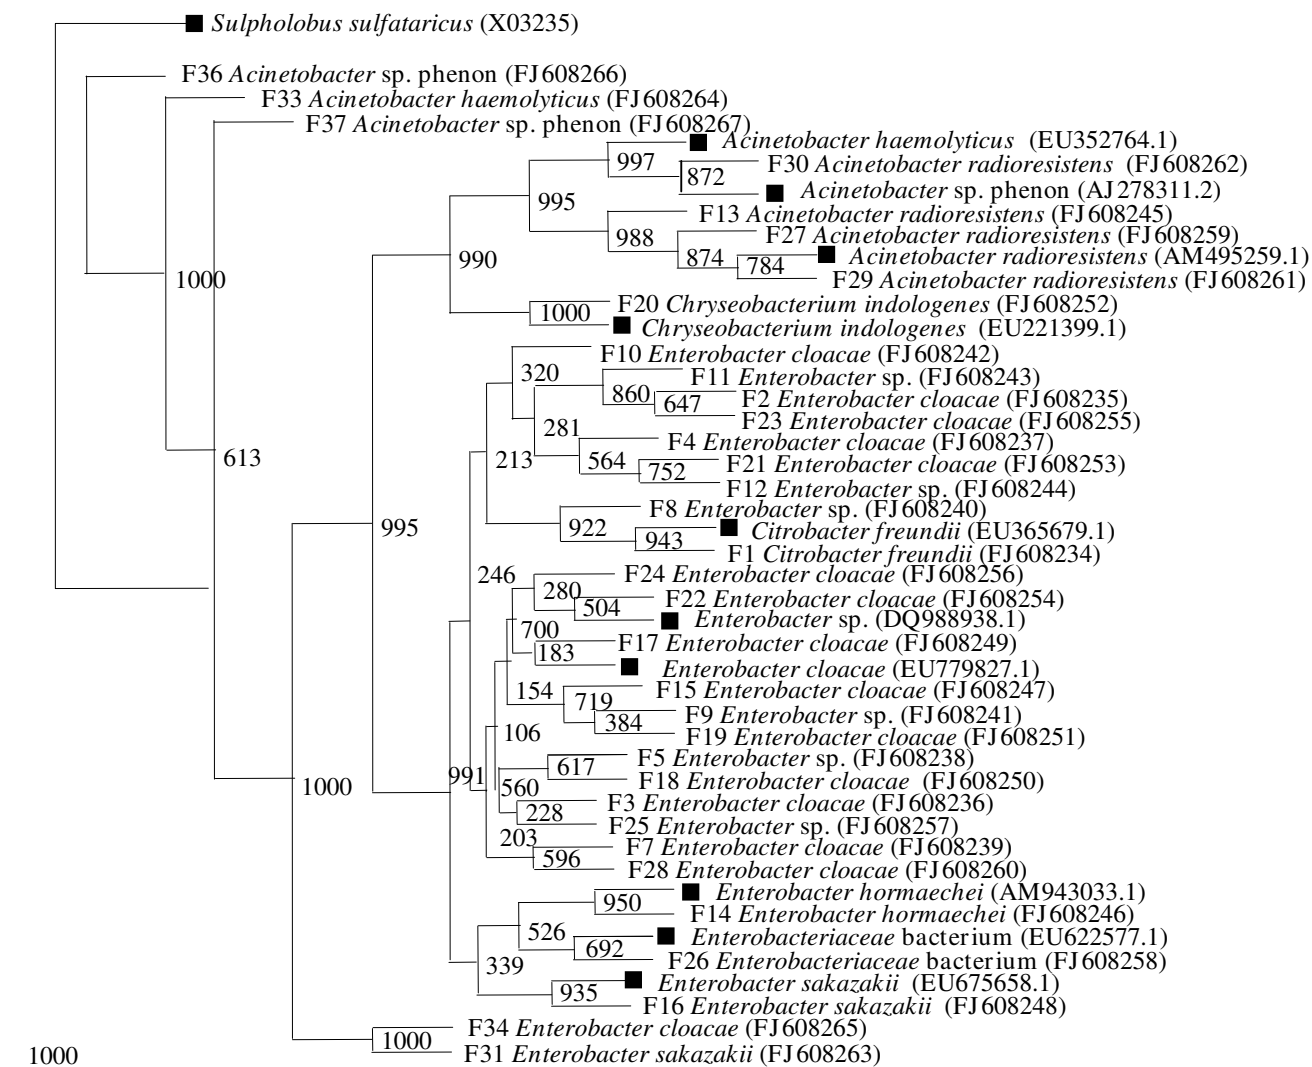 Sulpholobus sulfataricus (X03235)
F36 Acinetobacter sp. phenon (FJ608266)
F33 Acinetobacter haemolyticus (FJ608264)
F37 Acinetobacter sp. phenon (FJ608267)
Acinetobacter haemolyticus (EU352764.1)
997
F30 Acinetobacter radioresistens (FJ608262)
872
Acinetobacter sp. phenon (AJ278311.2)
995
F13 Acinetobacter radioresistens (FJ608245)
988
F27 Acinetobacter radioresistens (FJ608259)
874
784
Acinetobacter radioresistens (AM495259.1)
990
1000
F29 Acinetobacter radioresistens (FJ608261)
F20 Chryseobacterium indologenes (FJ608252)
1000
Chryseobacterium indologenes (EU221399.1)
F10 Enterobacter cloacae (FJ608242)
320
F11 Enterobacter sp. (FJ608243)
860
647
F2 Enterobacter cloacae (FJ608235)
F23 Enterobacter cloacae (FJ608255)
281
F4 Enterobacter cloacae (FJ608237)
613
213
564
752
F21 Enterobacter cloacae (FJ608253)
F12 Enterobacter sp. (FJ608244)
F8 Enterobacter sp. (FJ608240)
995
922
Citrobacter freundii (EU365679.1)
943
F1 Citrobacter freundii (FJ608234)
246
F24 Enterobacter cloacae (FJ608256)
280
504
F22 Enterobacter cloacae (FJ608254)
Enterobacter sp. (DQ988938.1)
700
F17 Enterobacter cloacae (FJ608249)
183
Enterobacter cloacae (EU779827.1)
154
F15 Enterobacter cloacae (FJ608247)
719
384
F9 Enterobacter sp. (FJ608241)
106
F19 Enterobacter cloacae (FJ608251)
F5 Enterobacter sp. (FJ608238)
617
991
1000
560
F18 Enterobacter cloacae (FJ608250)
F3 Enterobacter cloacae (FJ608236)
228
F25 Enterobacter sp. (FJ608257)
203
F7 Enterobacter cloacae (FJ608239)
596
F28 Enterobacter cloacae (FJ608260)
Enterobacter hormaechei (AM943033.1)
950
F14 Enterobacter hormaechei (FJ608246)
526
Enterobacteriaceae bacterium (EU622577.1)
692
F26 Enterobacteriaceae bacterium (FJ608258)
339
Enterobacter sakazakii (EU675658.1)
935
F16 Enterobacter sakazakii (FJ608248)
F34 Enterobacter cloacae (FJ608265)
1000
F31 Enterobacter sakazakii (FJ608263)
1000